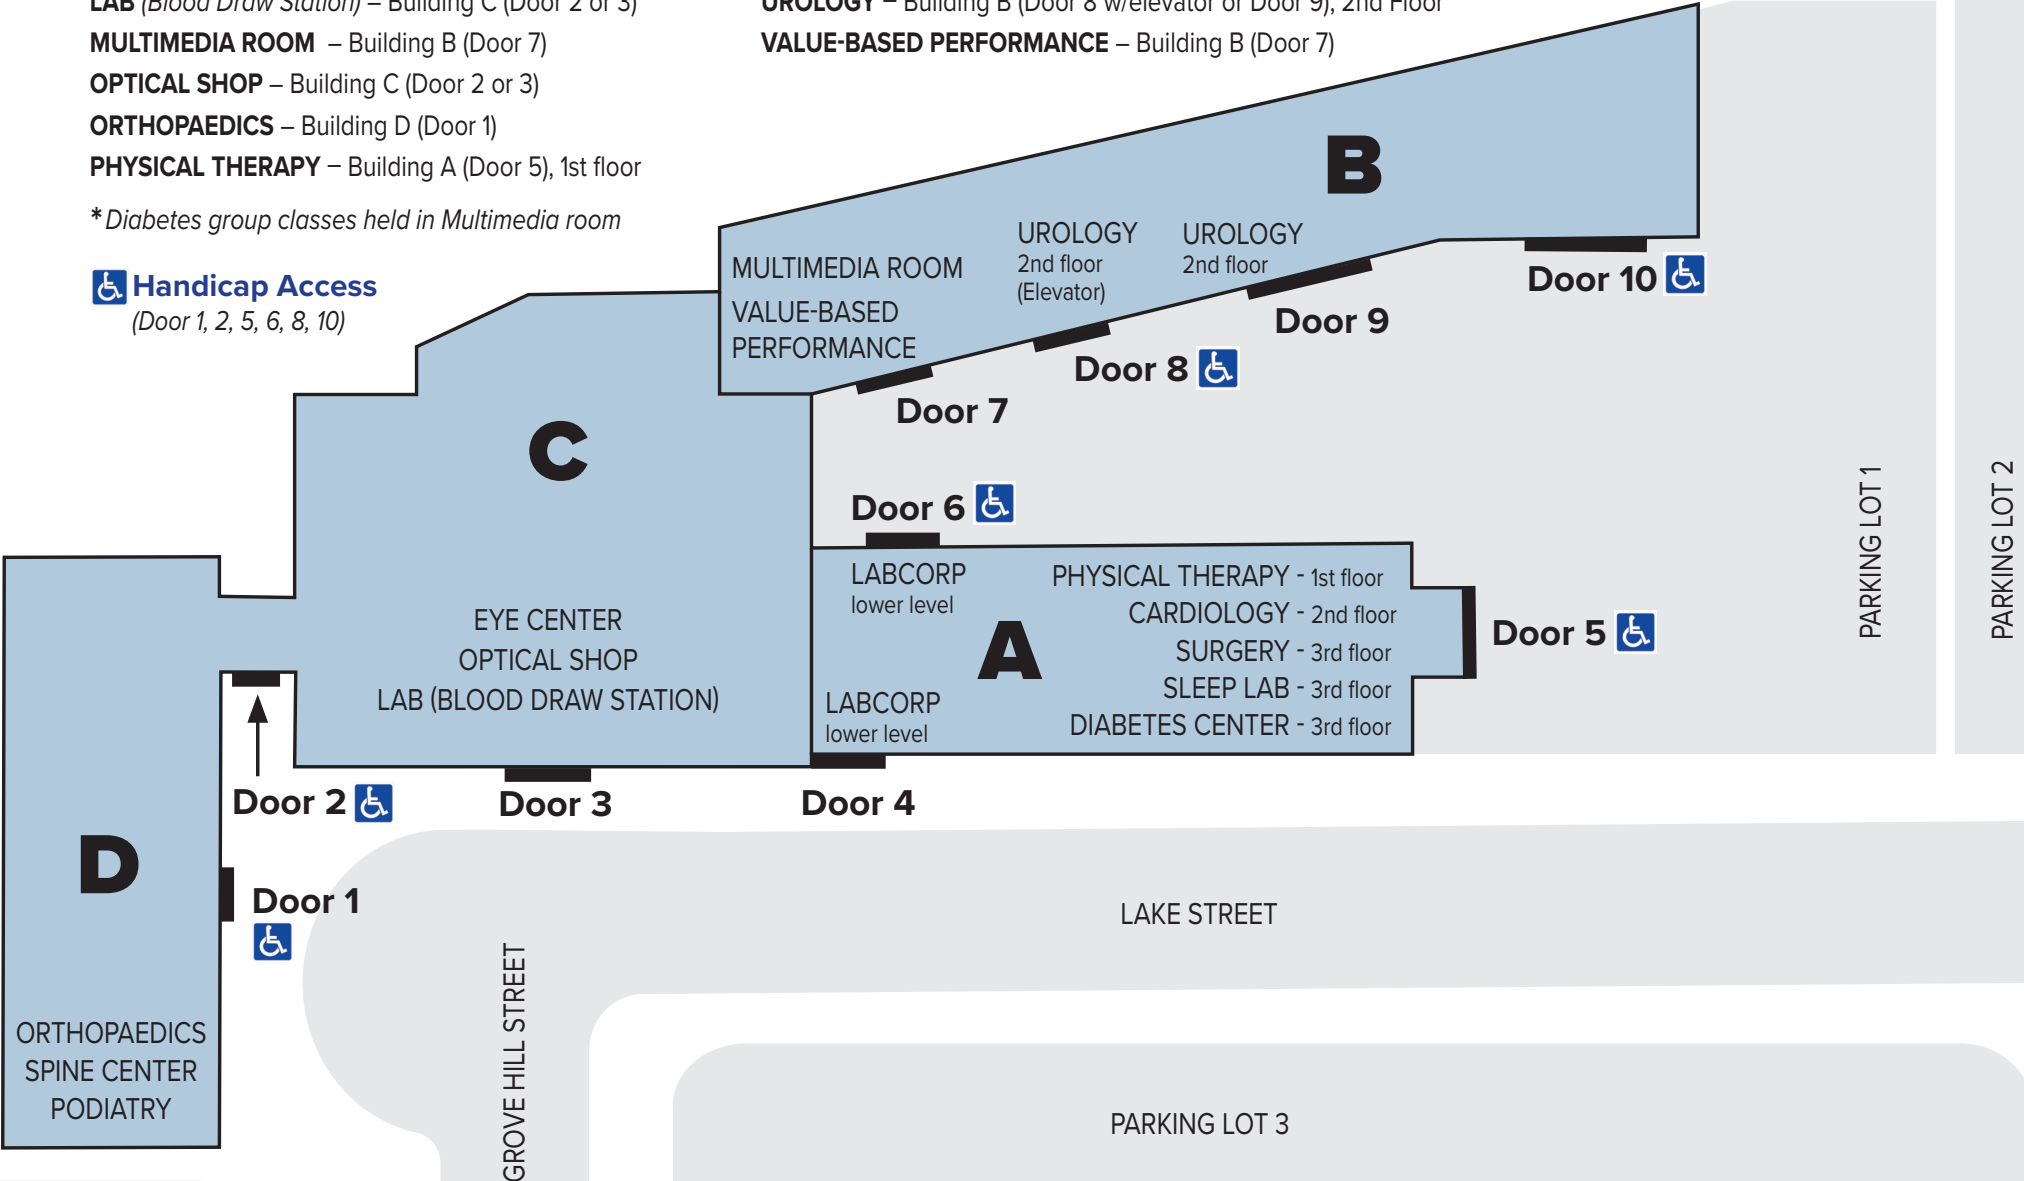 LAB (Blood Draw Station) – Building C (Door 2 or 3)
MULTIMEDIA ROOM – Building B (Door 7)
OPTICAL SHOP – Building C (Door 2 or 3)
ORTHOPAEDICS – Building D (Door 1)
PHYSICAL THERAPY – Building A (Door 5), 1st floor
*Diabetes group classes held in Multimedia room
UROLOGY – Building B (Door 8 w/elevator or Door 9), 2nd Floor
VALUE-BASED PERFORMANCE – Building B (Door 7)
Handicap Access
(Door 1, 2, 5, 6, 8, 10)
B
MULTIMEDIA ROOM
VALUE-BASED
PERFORMANCE
UROLOGY
2nd floor
(Elevator)
UROLOGY
2nd floor
Door 10
Door 9
Door 8
Door 7
C
EYE CENTER
OPTICAL SHOP
LAB (BLOOD DRAW STATION)
Door 6
LABCORP
lower level
A
LABCORP
lower level
PHYSICAL THERAPY - 1st floor
CARDIOLOGY - 2nd floor
SURGERY - 3rd floor
SLEEP LAB - 3rd floor
DIABETES CENTER - 3rd floor
Door 5
PARKING LOT 1
PARKING LOT 2
Door 2
Door 3
Door 4
D
Door 1
ORTHOPAEDICS
SPINE CENTER
PODIATRY
GROVE HILL STREET
LAKE STREET
PARKING LOT 3